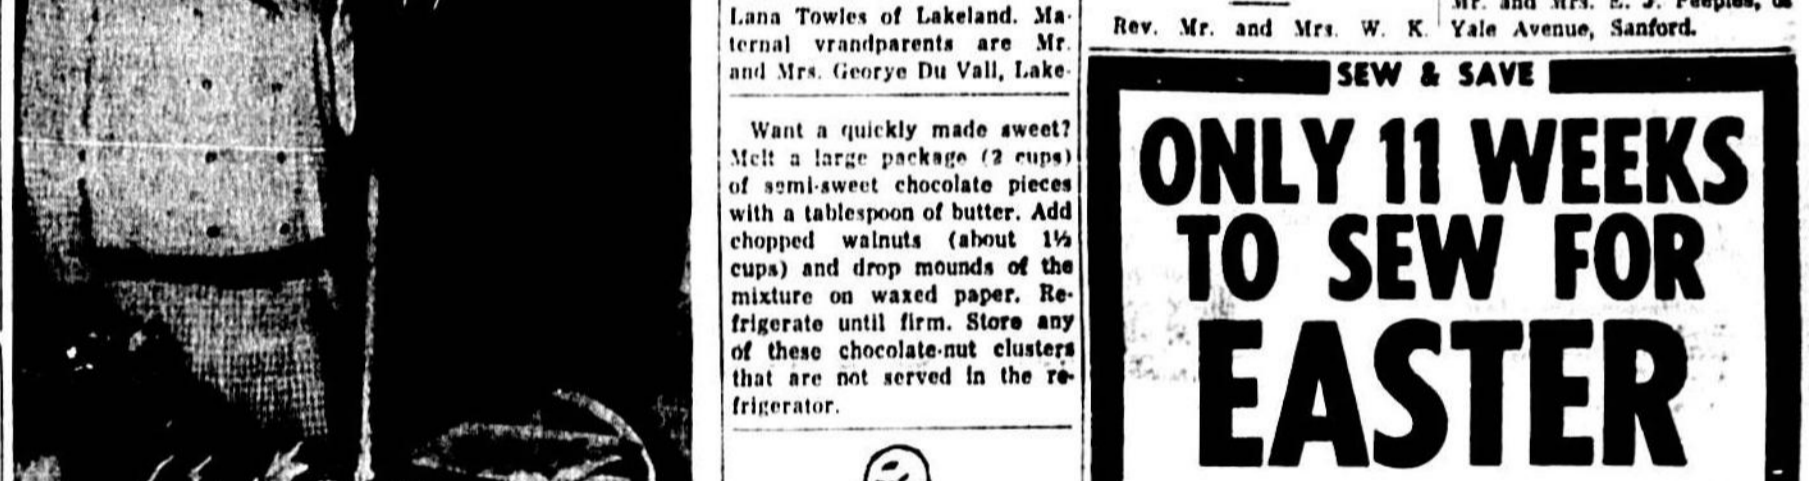 Lana Towles of Lakeland. Ma-
ternal vrandparents are Mr.
and Mrs. Georye Du Vall, Lake-
Want a quickly made sweet?
Melt a large package (2 cups)
of semi-sweet chocolate pieces
with a tablespoon of butter. Add
chopped walnuts (about 1½
cups) and drop mounds of the
mixture on waxed paper. Re-
frigerate until firm. Store any
of these chocolate-nut clusters
that are not served in the re-
frigerator.
Rev. Mr. and Mrs. W. K.
Mr. and Mrs. E. J. Peeples,
Yale Avenue, Sanford.
SEW & SAVE
ONLY 11 WEEKS
TO SEW FOR
EASTER